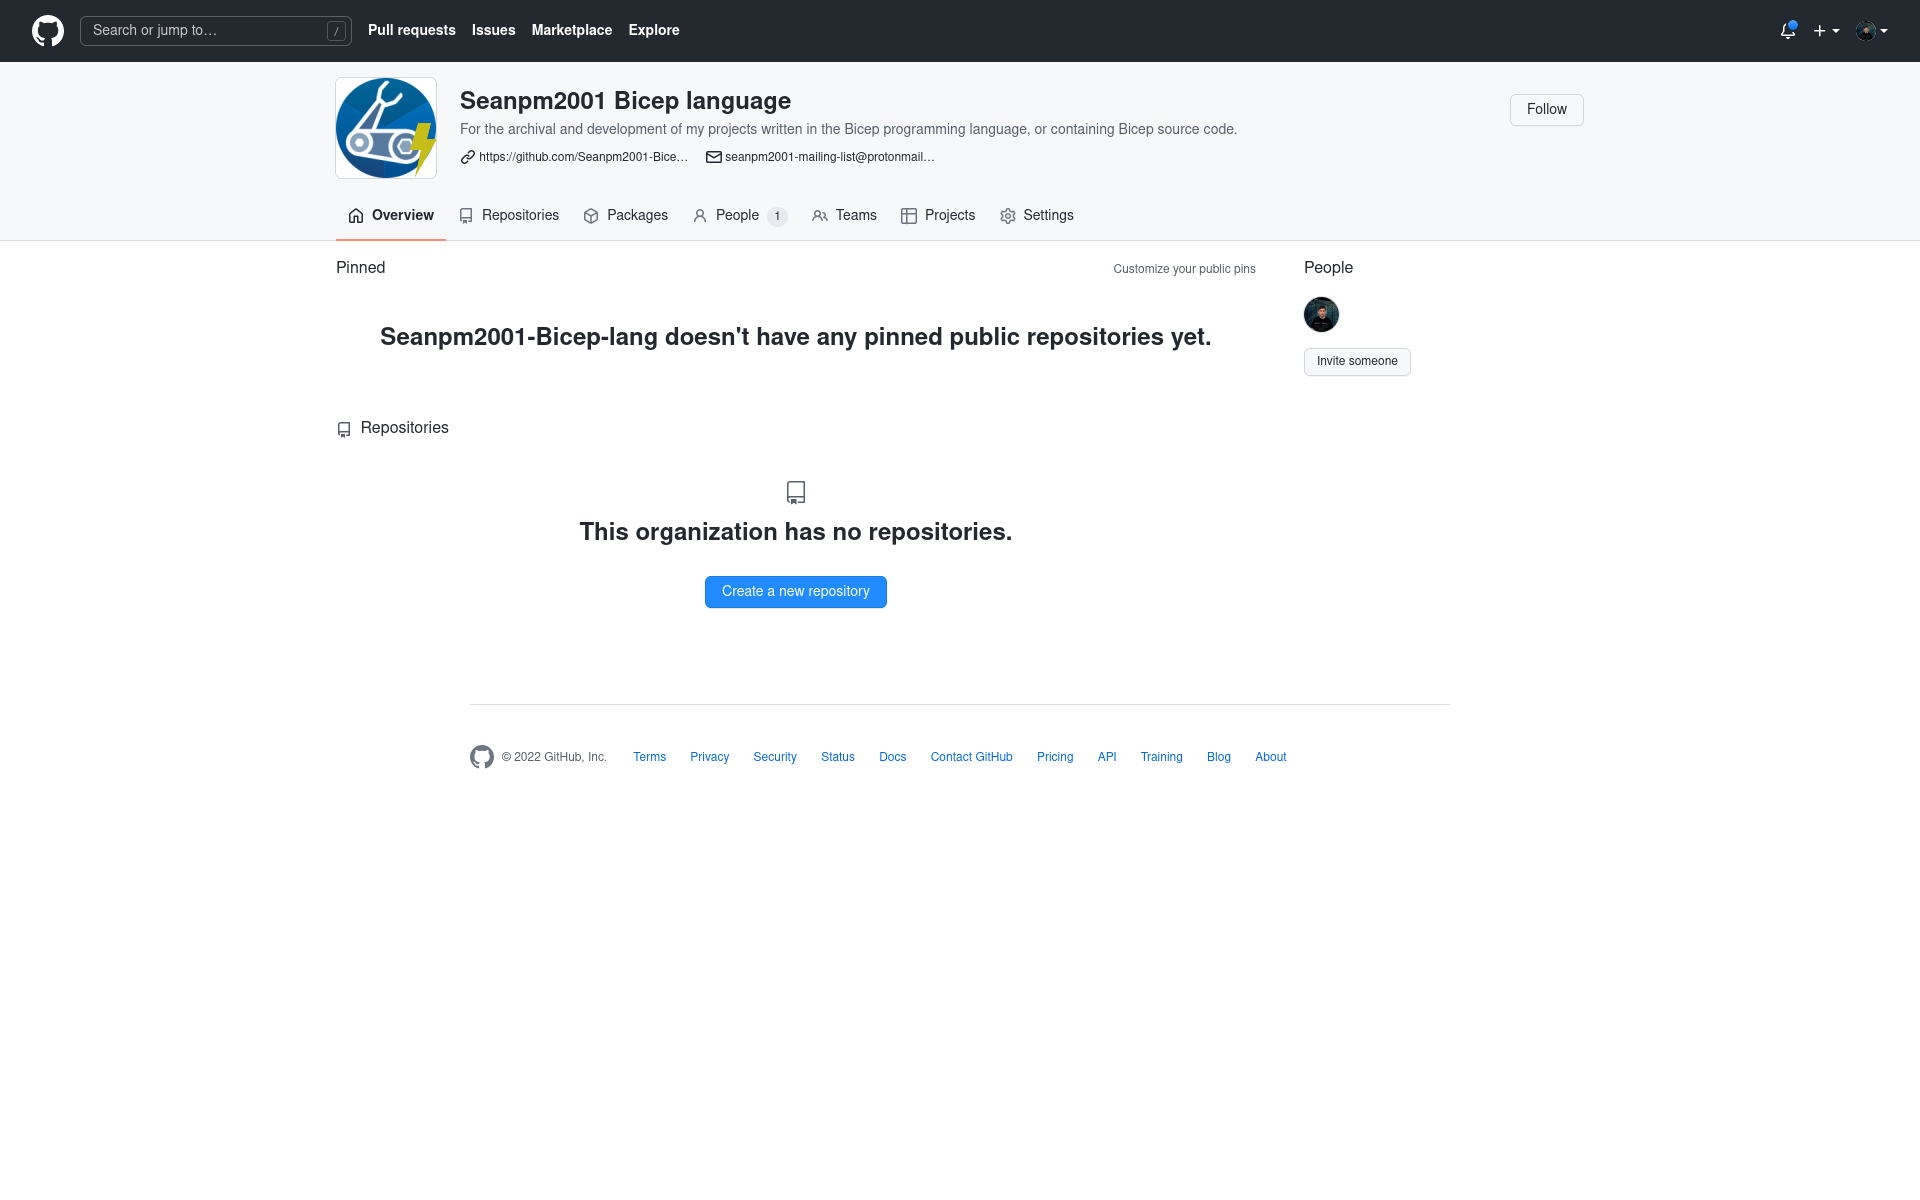 Search or jump to… /
Pull requests Issues Marketplace Explore
Seanpm2001 Bicep language
Follow
For the archival and development of my projects written in the Bicep programming language, or containing Bicep source code.
https://github.com/Seanpm2001-Bice… seanpm2001-mailing-list@protonmail…
Overview Repositories Packages People 1 Teams Projects Settings
Pinned Customize your public pins
People
Seanpm2001-Bicep-lang doesn't have any pinned public repositories yet.
Invite someone
Repositories
This organization has no repositories.
Create a new repository
© 2022 GitHub, Inc. Terms Privacy Security Status Docs Contact GitHub Pricing API Training Blog About